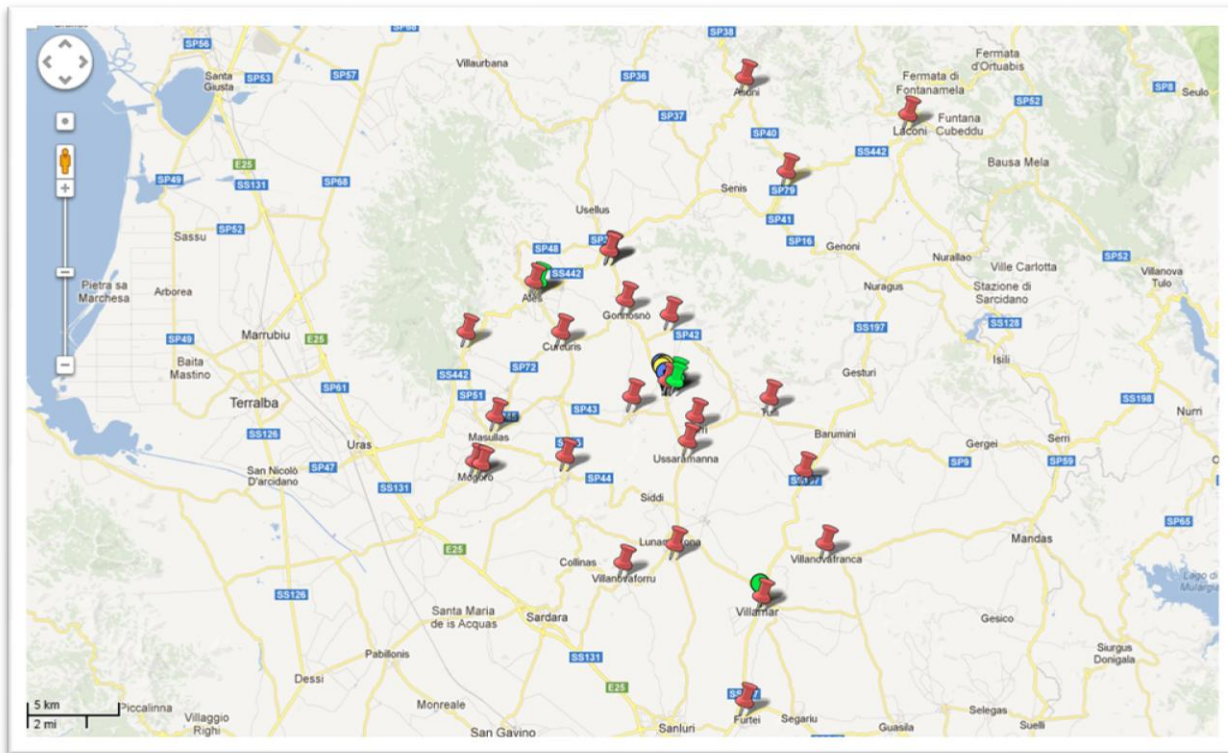 SP56
SP38
Villaurbana
Fermata
d'Ortuabis
Santa
Giusta
SP53
SP57
SP36
Asuni
Fermata di
Fontanamela
SP8
Seulo
SP52
SP37
Laconi
Funtana
Cubeddu
SP40
E25
SS442
Bausa Mela
SP49
SS131
SP68
Senis
SP79
Usellus
SP41
Sassu
SP52
SP48
SP16
Genoni
Nurallao
SP52
Ville Carlotta
Villanova
Tulo
SS442
Pietra sa
Marchesa
Arborea
Ales
Nuragus
Stazione di
Sarcidano
Gonnosnò
SS128
Marrubiu
SP49
E25
Curcuris
SP42
SS197
Isili
Baita
Mastino
SP72
SS442
Gesturi
SP61
SP51
SS198
Terralba
SP43
Tuili
Nurri
SS126
Masullas
Barumini
Uras
Gergei
Serri
Ussaramanna
SP9
SP59
San Nicolò
D'arcidano
SP47
Mogoro
SP44
SS131
Siddi
SP65
E25
Mandas
Collinas
Villanovaforru
Villanovafranca
Lago di
SS126
Santa Maria
de is Acquas
Sardara
Villamar
Gesico
Siurgus
Donigala
Pabillonis
SS131
Dessi
5 km
2 mi
Piccalinna
Villaggio
Righi
Monreale
E25
San Gavino
Sanluri
Furtei
Segariu
Guasila
Selegas
Suelli